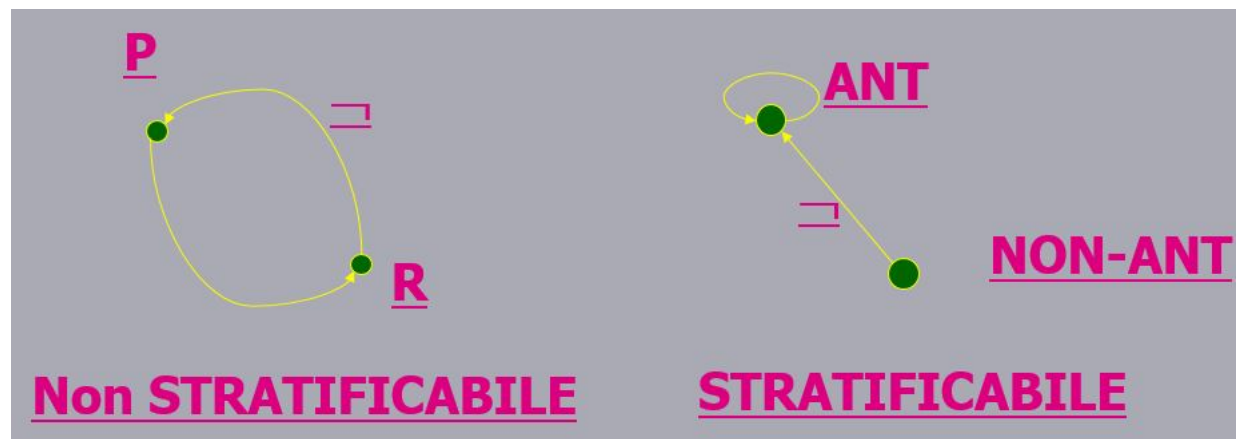 P
¬
R
Non STRATIFICABILE
ANT
¬
NON-ANT
STRATIFICABILE